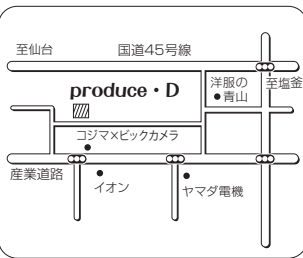 至仙台
国道45号線
produce・D
洋服の
青山
至塩釜
コジマ×ビックカメラ
産業道路
イオン
ヤマダ電機